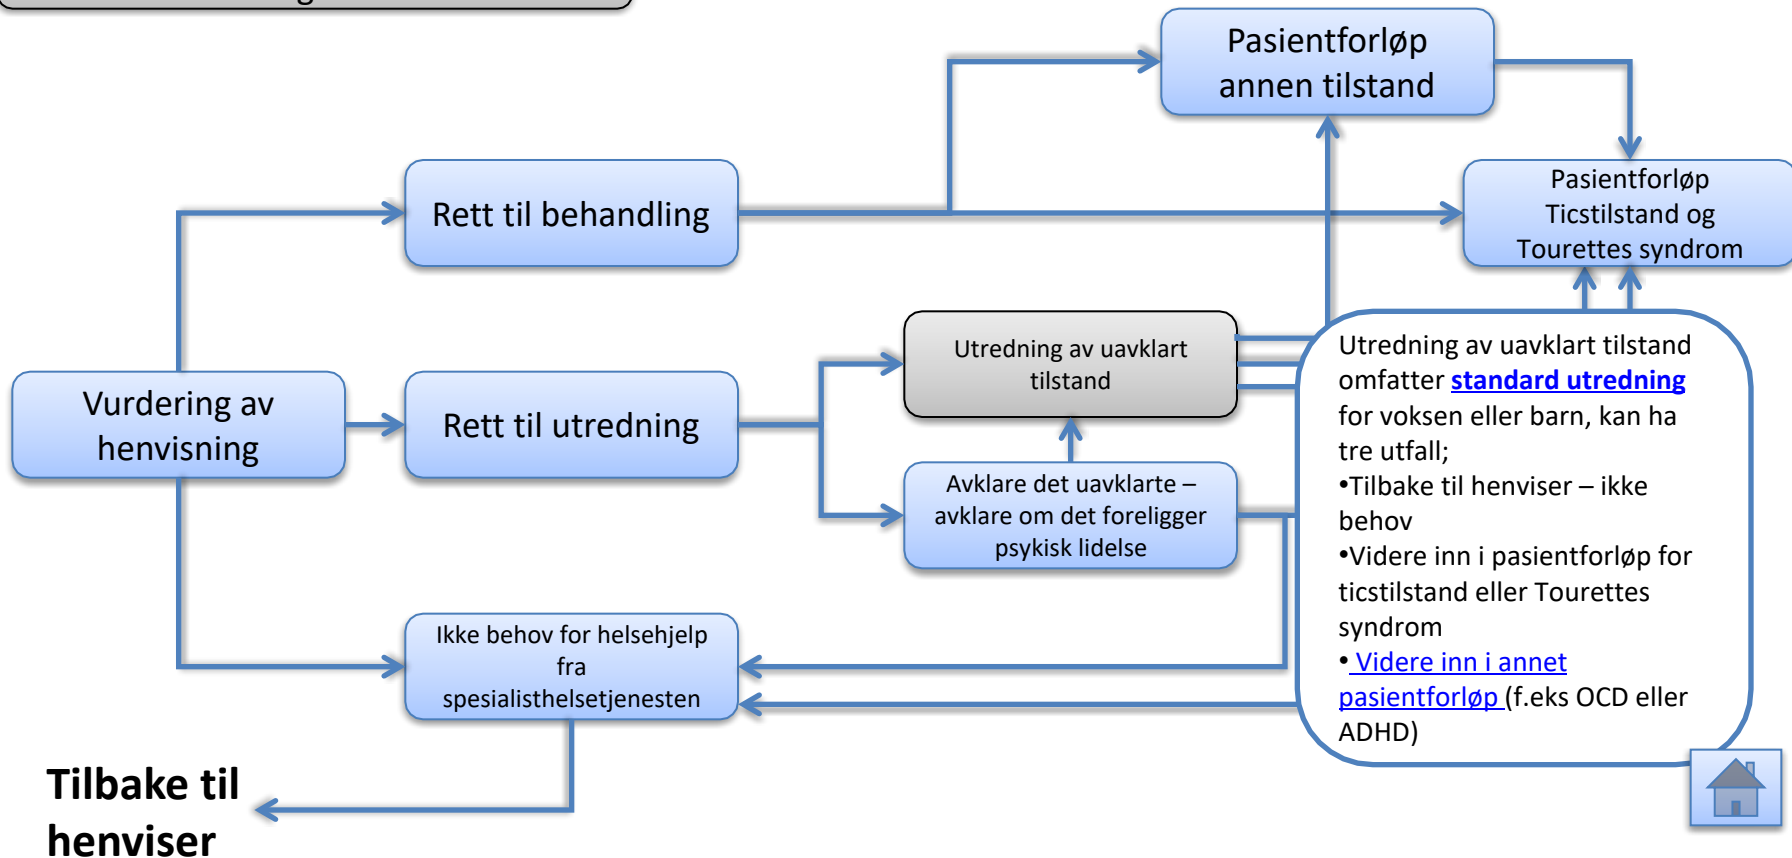 Pasientforløp
annen tilstand
Rett til behandling
Pasientforløp
Ticstilstand og
Tourettes syndrom
Utredning av uavklart
tilstand
Vurdering av
henvisning
Rett til utredning
Avklare det uavklarte –
avklare om det foreligger
psykisk lidelse
Utredning av uavklart tilstand
omfatter standard utredning
for voksen eller barn, kan ha
tre utfall;
•Tilbake til henviser – ikke
behov
•Videre inn i pasientforløp for
ticstilstand eller Tourettes
syndrom
• Videre inn i annet
pasientforløp (f.eks OCD eller
ADHD)
Ikke behov for helsehjelp
fra
spesialisthelsetjenesten
Tilbake til
henviser